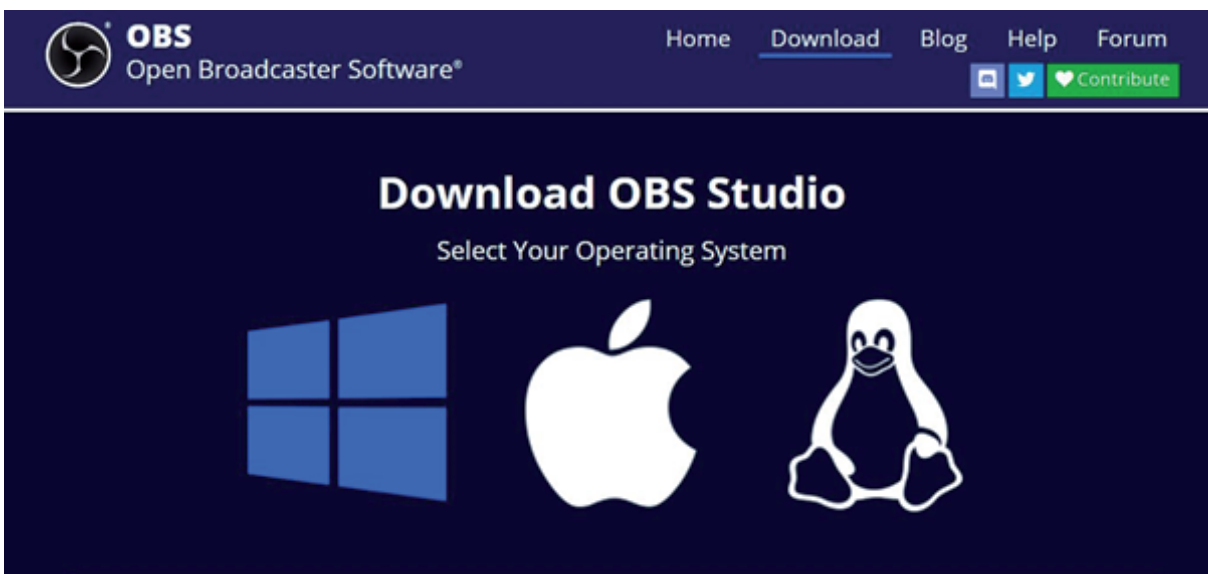 OBS
Open Broadcaster Software®
Home Download Blog Help Forum
Contribute
Download OBS Studio
Select Your Operating System